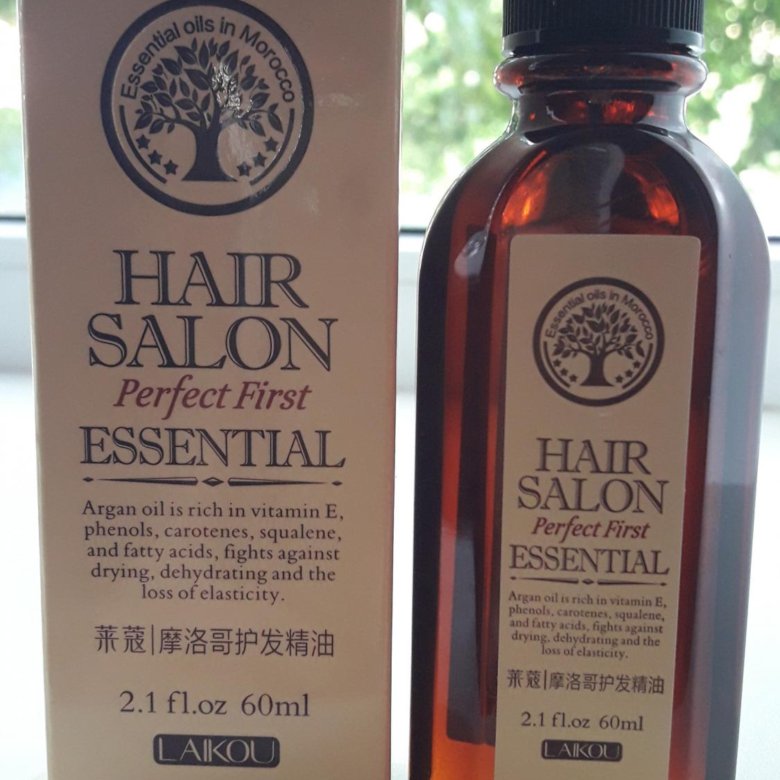 Essential oils in Morocco
HAIR
SALON
Perfect First
ESSENTIAL
Argan oil is rich in vitamin E,
phenols, carotenes, squalene,
and fatty acids, fights against
drying, dehydrating and the
loss of elasticity.
莱蔻|摩洛哥护发精油
2.1 fl.oz 60ml
LAIKOU
Essential oils in Morocco
HAIR
SALON
Perfect First
ESSENTIAL
Argan oil is rich in vitamin E,
phenols, carotenes, squalene,
and fatty acids, fights against
drying, dehydrating and the
loss of elasticity.
莱蔻|摩洛哥护发精油
2.1 fl.oz 60ml
LAIKOU